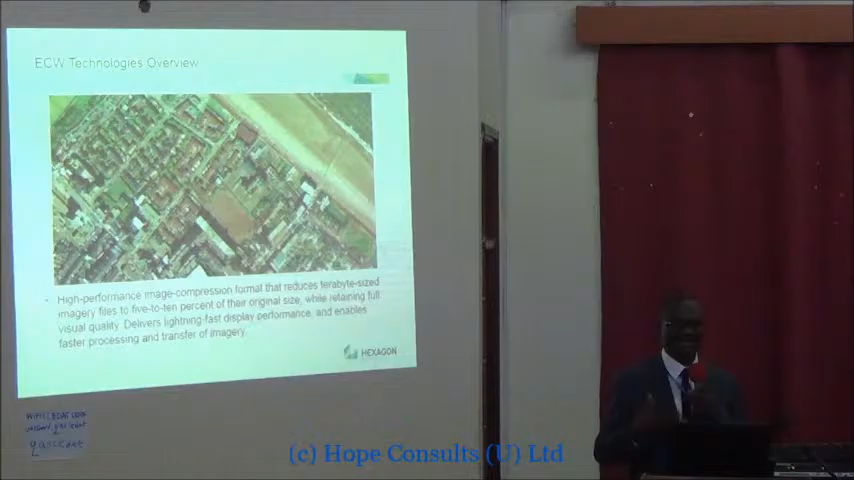 ECW Technologies Overview
- High-performance image-compression format that reduces terabyte-sized
imagery files to five-to-ten percent of their original size, while retaining full
visual quality. Delivers lightning-fast display performance, and enables
faster processing and transfer of imagery.
HEXAGON
(c) Hope Consults (U) Ltd